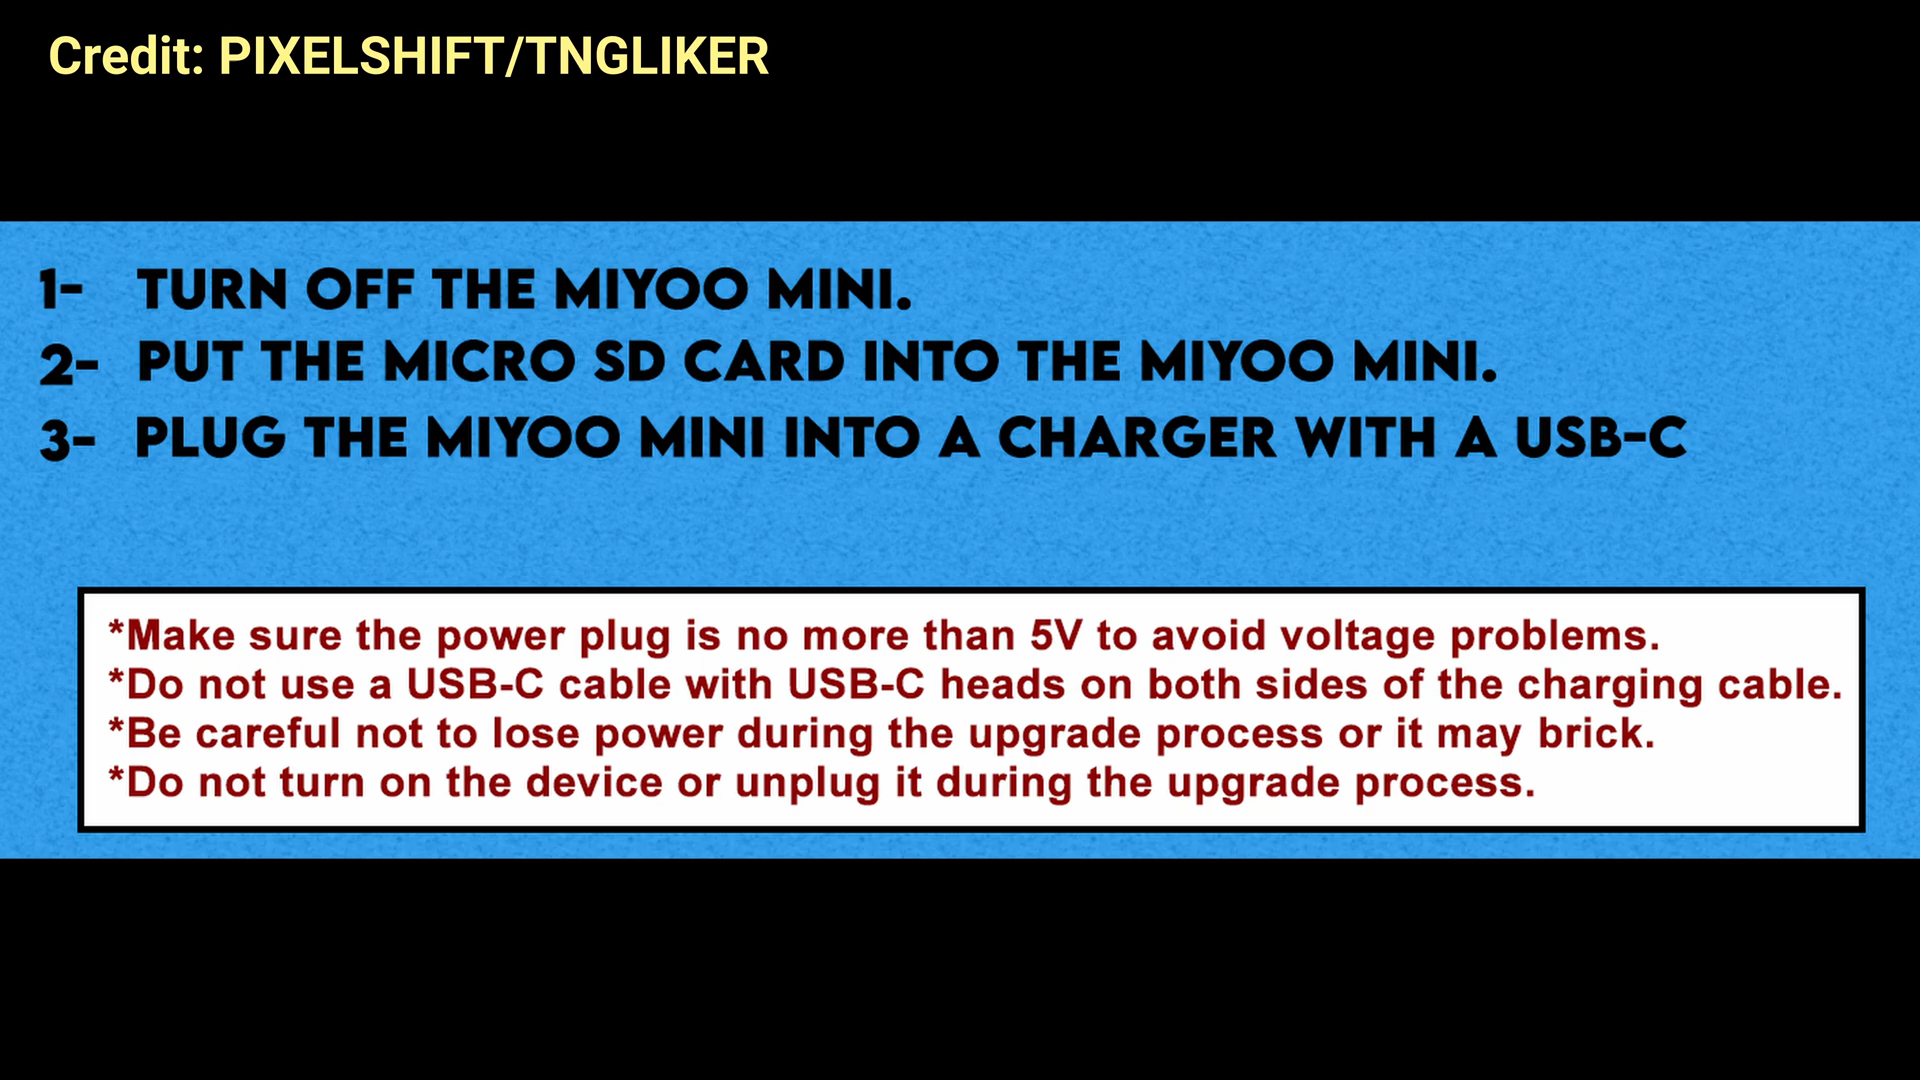 Credit: PIXELSHIFT/TNGLIKER
1- TURN OFF THE MIYOO MINI.
2- PUT THE MICRO SD CARD INTO THE MIYOO MINI.
3- PLUG THE MIYOO MINI INTO A CHARGER WITH A USB-C
*Make sure the power plug is no more than 5V to avoid voltage problems.
*Do not use a USB-C cable with USB-C heads on both sides of the charging cable.
*Be careful not to lose power during the upgrade process or it may brick.
*Do not turn on the device or unplug it during the upgrade process.